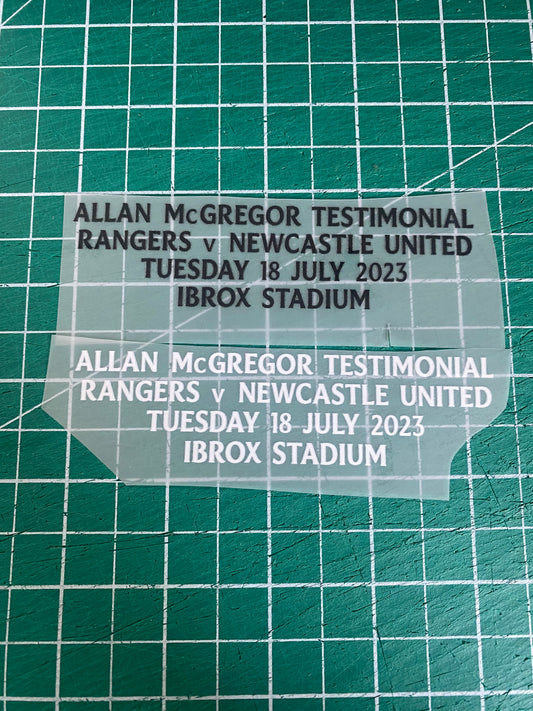 ALLAN McGREGOR TESTIMONIAL
RANGERS v NEWCASTLE UNITED
TUESDAY 18 JULY 2023
IBROX STADIUM
ALLAN McGREGOR TESTIMONIAL
RANGERS v NEWCASTLE UNITED
TUESDAY 18 JULY 2023
IBROX STADIUM